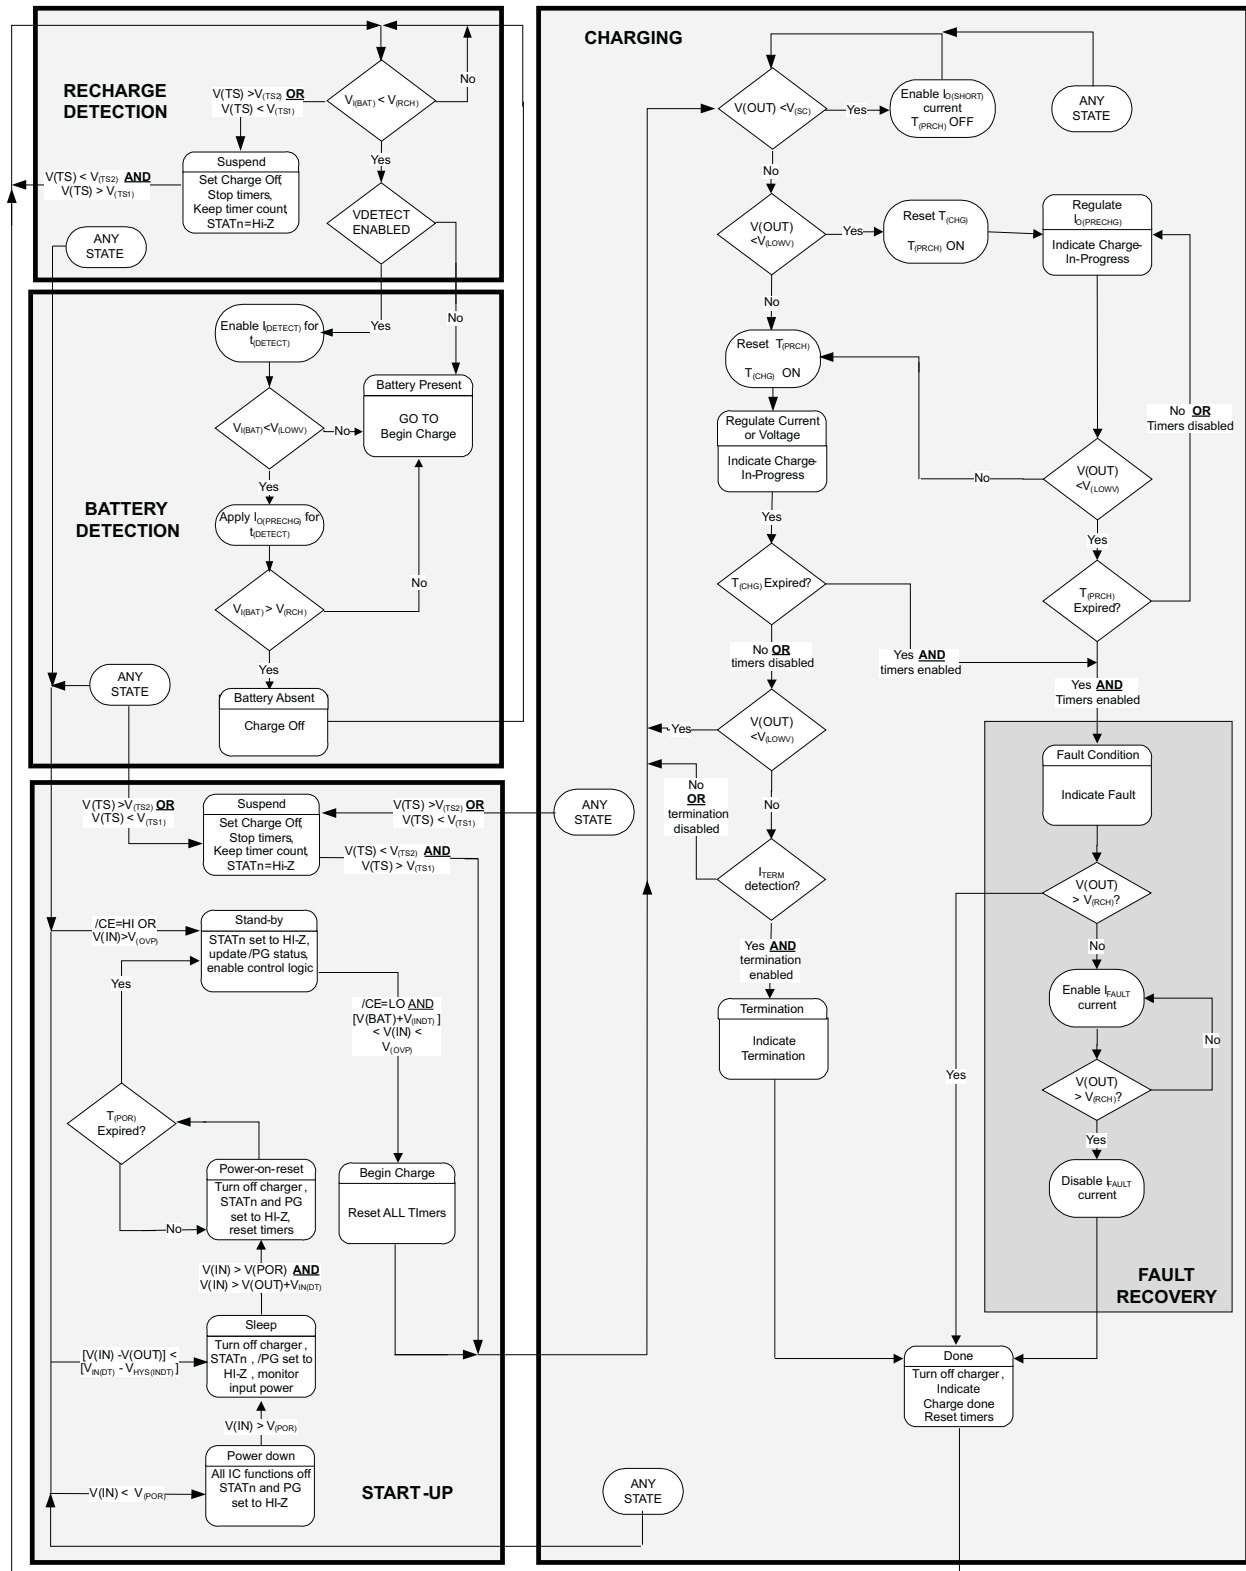 RECHARGE
DETECTION
V(TS) >V(TS2) OR
V(TS) < V(TS1)
VI(BAT) < V(RCH)
No
Yes
Suspend
Set Charge Off,
Stop timers,
Keep timer count,
STATn=Hi-Z
V(TS) < V(TS2) AND
V(TS) > V(TS1)
ANY
STATE
VDETECT
ENABLED
Yes
No
BATTERY
DETECTION
Enable I(DETECT) for
t(DETECT)
VI(BAT)<V(LOWV)
No
Yes
Battery Present
GO TO
Begin Charge
Apply IO(PRECHG) for
t(DETECT)
VI(BAT) > V(RCH)
No
Yes
ANY
STATE
Battery Absent
Charge Off
START-UP
V(TS) >V(TS2) OR
V(TS) < V(TS1)
Suspend
Set Charge Off,
Stop timers,
Keep timer count,
STATn=Hi-Z
V(TS) >V(TS2) OR
V(TS) < V(TS1)
V(TS) < V(TS2) AND
V(TS) > V(TS1)
/CE=HI OR
V(IN)>V(OVP)
Stand-by
STATn set to HI-Z,
update /PG status,
enable control logic
Yes
/CE=LO AND
[V(BAT)+V(INDT) ]
< V(IN) <
V(OVP)
T(POR)
Expired?
No
Power-on-reset
Turn off charger ,
STATn and PG
set to HI-Z,
reset timers
Begin Charge
Reset ALL TImers
V(IN) > V(POR) AND
V(IN) > V(OUT)+VIN(DT)
[V(IN) -V(OUT)] <
[VIN(DT) - VHYS(INDT) ]
Sleep
Turn off charger ,
STATn , /PG set to
HI-Z , monitor
input power
V(IN) > V(POR)
V(IN) < V(POR)
Power down
All IC functions off
STATn and PG
set to HI-Z
CHARGING
V(OUT) <V(SC)
Yes
Enable IO(SHORT)
current
T(PRCH) OFF
ANY
STATE
No
V(OUT)
<V(LOWV)
Yes
Reset T(CHG)
T(PRCH) ON
Regulate
IO(PRECHG)
Indicate Charge-
In-Progress
No
Reset T(PRCH)
T(CHG) ON
No OR
Timers disabled
Regulate Current
or Voltage
Indicate Charge-
In-Progress
No
V(OUT)
<V(LOWV)
Yes
Yes
T(CHG) Expired?
T(PRCH)
Expired?
No OR
timers disabled
Yes AND
timers enabled
Yes AND
Timers enabled
Yes
V(OUT)
<V(LOWV)
No
OR
termination
disabled
No
ANY
STATE
ITERM
detection?
Yes AND
termination
enabled
Termination
Indicate
Termination
Fault Condition
Indicate Fault
V(OUT)
> V(RCH)?
No
Yes
Enable IFAULT
current
No
V(OUT)
> V(RCH)?
Yes
Disable IFAULT
current
FAULT
RECOVERY
Done
Turn off charger ,
Indicate
Charge done
Reset timers
ANY
STATE